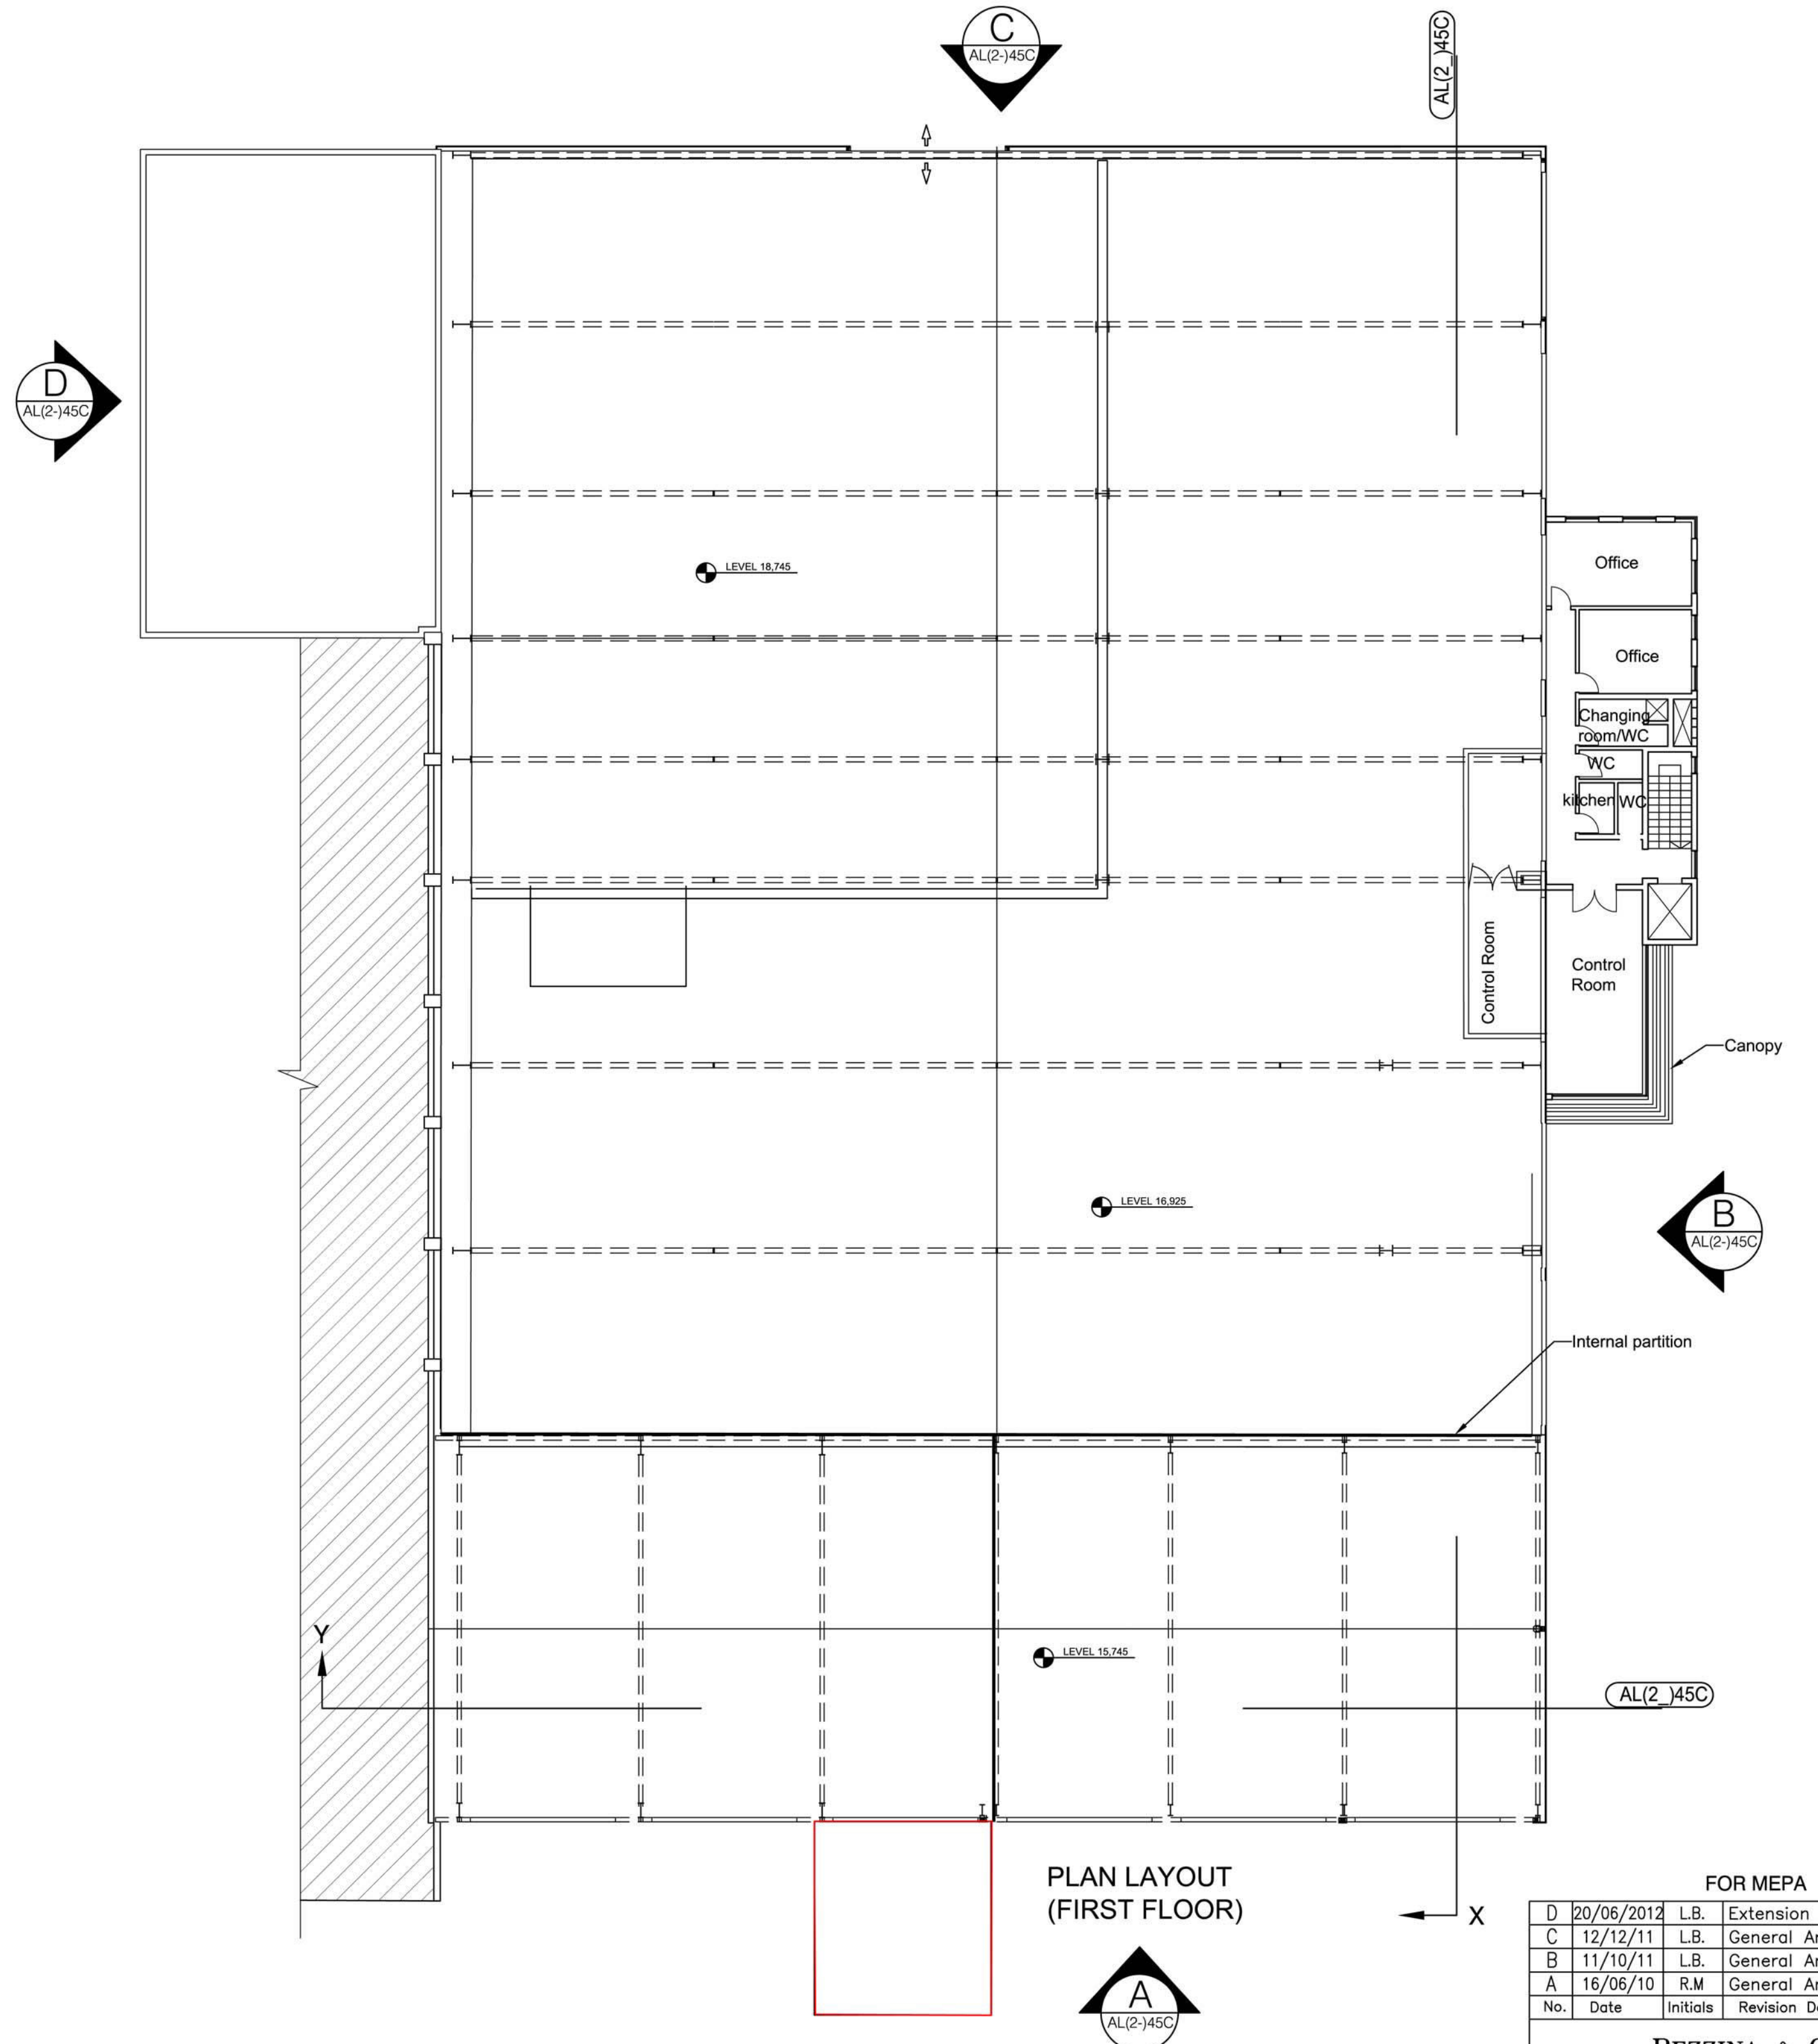 C
AL(2-)45C
AL(2_)45C
D
AL(2-)45C
LEVEL 18,745
Office
Office
Changing
room/WC
WC
kitchen WC
Control Room
Control
Room
Canopy
LEVEL 16,925
B
AL(2-)45C
Internal partition
Y
LEVEL 15,745
AL(2_)45C
PLAN LAYOUT
(FIRST FLOOR)
X
A
AL(2-)45C
FOR MEPA
D 20/06/2012 L.B. Extension
C 12/12/11 L.B. General
B 11/10/11 L.B. General
A 16/06/10 R.M General
No. Date Initials Revision